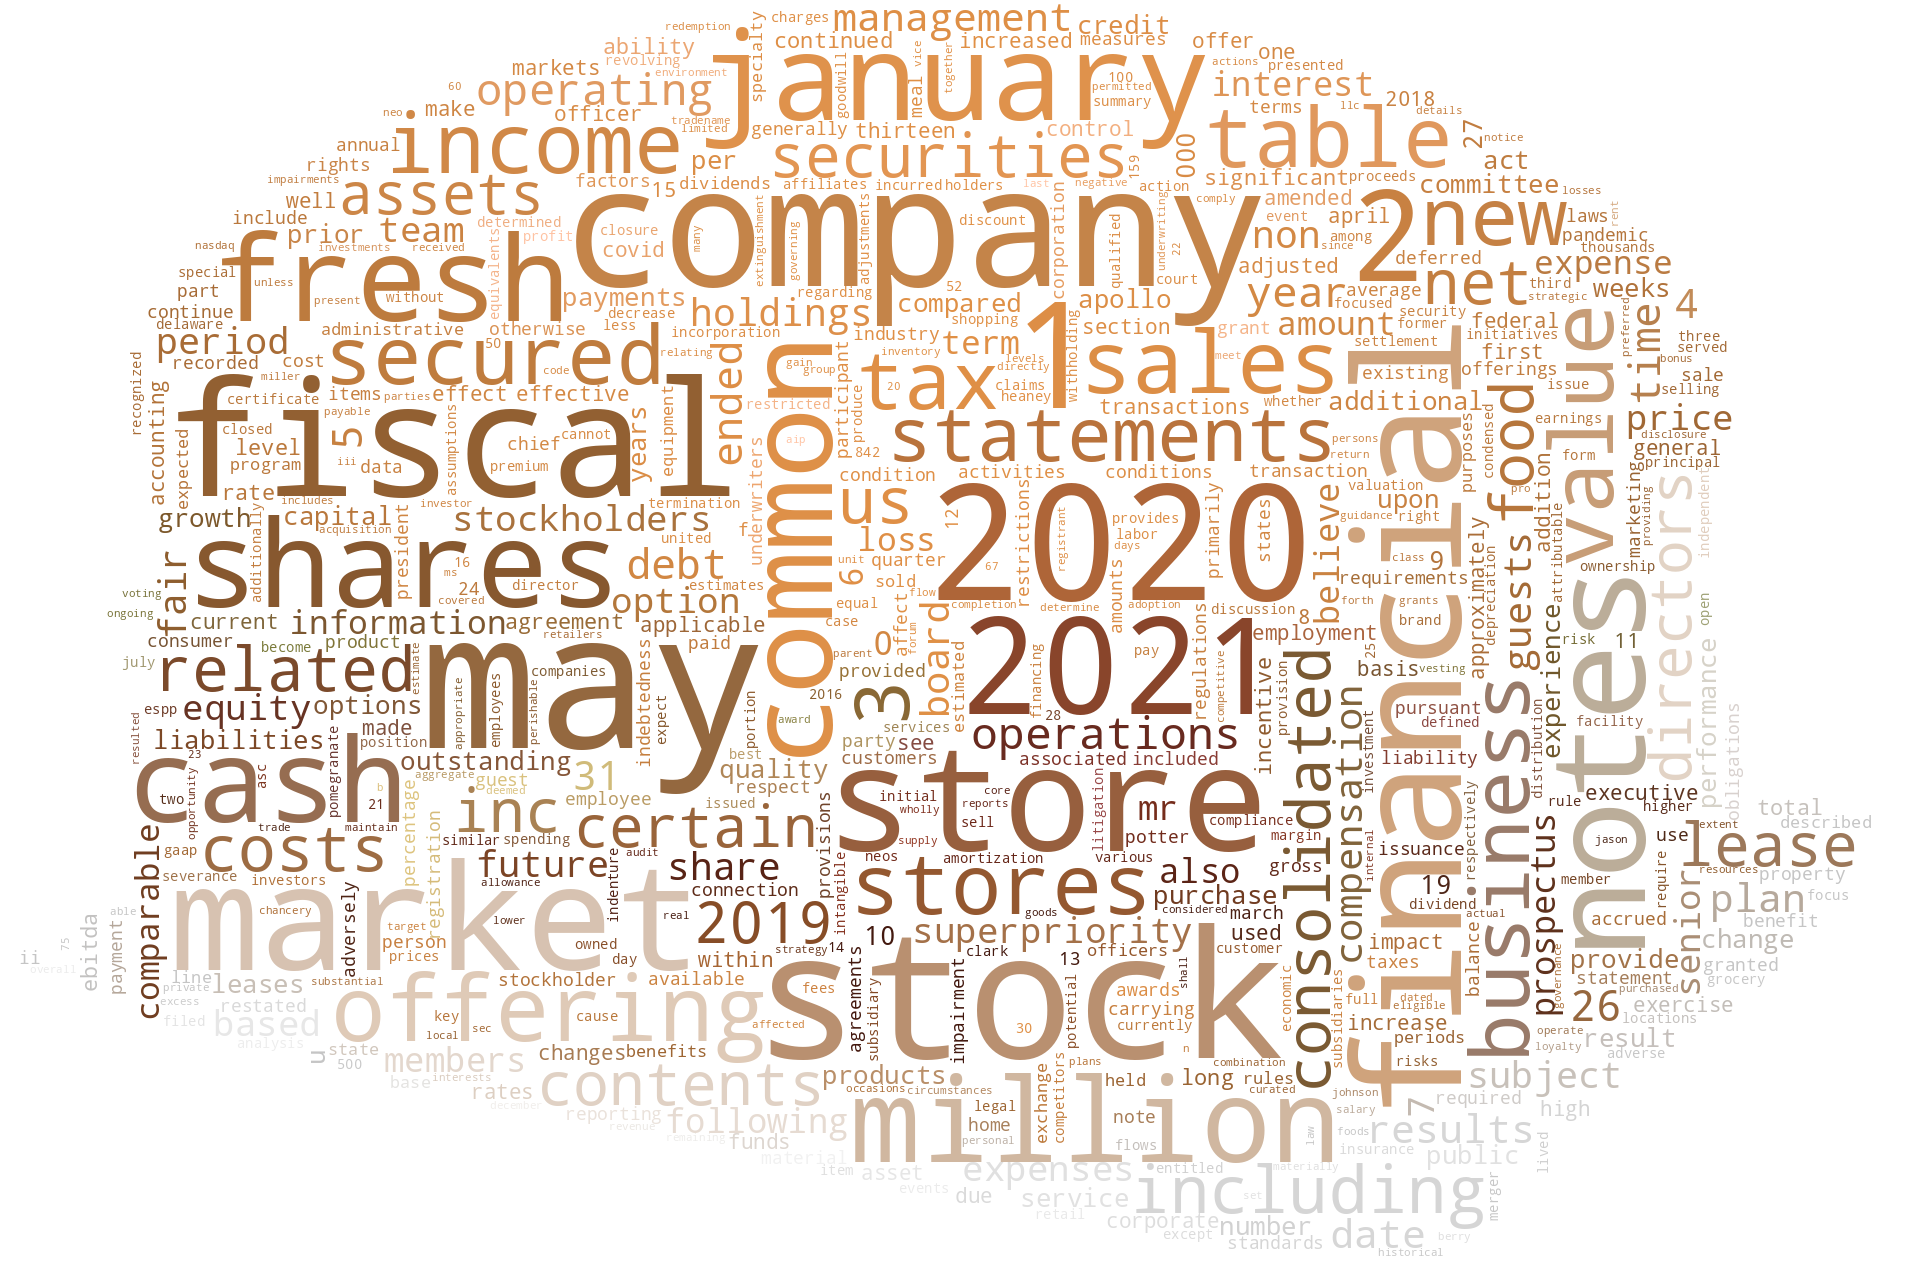 redemption charges management credit
ability specialty continued increased measures offer one
revolving environment markets january goodwill vice together actions presented
60 operating meal 100 permitted interest
neo make officer tradename limited summary terms llc 2018 details
annual income generally thirteen control table 27 notice
rights per securities 159 000 act
impairments assets factors 15 dividends affiliates incurred holders last negative action significant proceeds committee losses
well company comply amended 2 new rent
include prior team determined profit closure covid many extinguishment governing adjustments discount corporation qualified underwriting 22 event april laws
nasdaq investments received non since among pandemic thousands
special unless fresh equivalents court adjusted deferred expense
part present without payments decrease less regarding 52 year average third weeks
continue holdings compared apollo focused net strategic 4
delaware administrative otherwise incorporation industry shopping section grant amount security former federal initiatives time preferred
period 50 relating inventory term withholding settlement first three served
recorded cost secured code gain group participant tax levels directly 1 sales meet existing offerings value bonus
recognized miller items parties effect effective 20 claims heaney whether additional issue sale selling
certificate payable restricted produce transactions earnings price
accounting closed fiscal ended aip statements persons return purposes condensed food disclosure general
level 5 iii assumptions chief cannot years equipment underwriters 842 condition activities conditions transaction valuation form principal
expected program data premium
rate includes investor termination us 12 2020 restrictions provides upon pro guidance right marketing providing directors independent
growth capital acquisition stockholders f common loss registrant labor primarily states believe addition attributable
additionally president united unit quarter days class 9 ownership
voting fair shares 16 ms director debt estimates 6 sold flow 67 requirements approximately guests
ongoing 24 covered option equal completion determine amounts adoption discussion 8 forth grants depreciation
current information agreement applicable case affect forum board 2021 employment brand experience risk 11 open
consumer become product retailers paid parent 0 estimated regulations pay 25 basis vesting performance
july related may companies indebtedness provided financing competitive incentive
espp equity options estimate employees 2016 3 28 provision pursuant facility
resulted liabilities made position appropriate perishable expect portion award services operations consolidated compensation defined notes obligations
23 cash outstanding best party see associated included liability distribution
two opportunity asc pomegranate aggregate guest deemed 31 quality customers store investment business executive total
21 b inc employee respect issued initial core reports mr rule higher described
comparable trade maintain percentage certain wholly sell litigation compliance respectively use extent
gaap costs similar spending provisions supply potter margin issuance prospectus jason lease
severance investors registration future audit share neos amortization various also gross internal member require resources property
allowance indenture connection intangible stores purchase 19 senior plan focus
able chancery market lower real goods considered march dividend actual accrued benefit
75 target 2019 10 superpriority used impact
ii ebitda payment adversely person owned strategy 14 officers customer taxes balance provide change
overall prices day within clark 13 statement granted
private line leases substantial stockholder available fees impairment shall full dated governance 26 purchased grocery
excess restated offering stock awards economic eligible exercise
filed based key cause affected agreements subsidiary 30 carrying potential currently subsidiaries increase locations
analysis u state local sec changes benefits plans n financial periods operate result
500 members combination risks loyalty adverse
base interests rates contents products occasions circumstances held long rules curated johnson subject
december reporting exchange competitors legal note salary 7 required high
revenue following million home foods results
remaining funds personal flows law insurance public lived
material item asset expenses entitled materially
events due service including set merger
retail corporate number
except standards date berry
historical